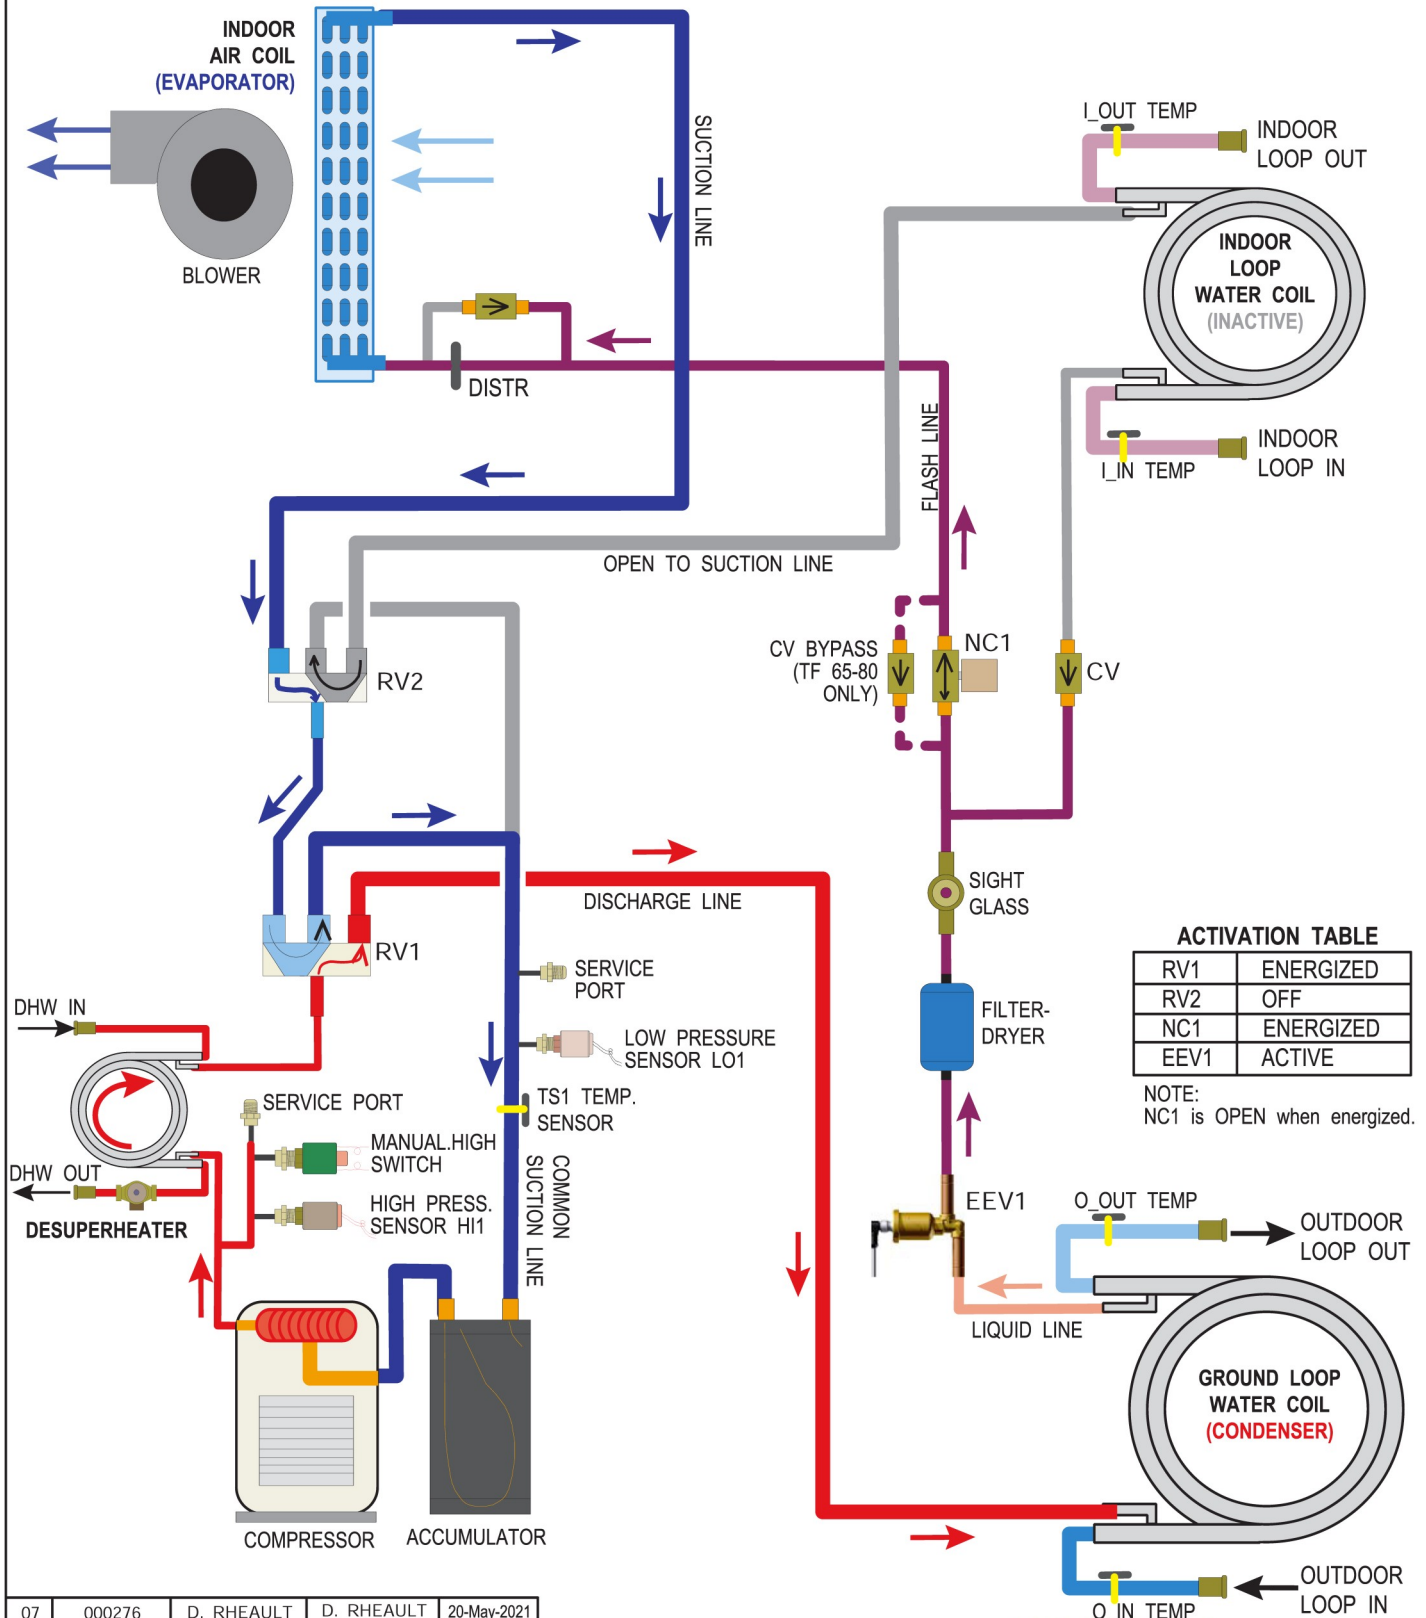 INDOOR
AIR COIL
(EVAPORATOR)
BLOWER
SUCTION LINE
DISTR
I_OUT TEMP
INDOOR
LOOP OUT
INDOOR
LOOP
WATER COIL
(INACTIVE)
INDOOR
LOOP IN
I_IN TEMP
FLASH LINE
OPEN TO SUCTION LINE
RV2
CV BYPASS
(TF 65-80
ONLY)
NC1
CV
SIGHT
GLASS
DISCHARGE LINE
RV1
SERVICE
PORT
LOW PRESSURE
SENSOR LO1
TS1 TEMP.
SENSOR
FILTER-
DRYER
ACTIVATION TABLE
RV1 ENERGIZED
RV2 OFF
NC1 ENERGIZED
EEV1 ACTIVE
NOTE:
NC1 is OPEN when energized.
DHW IN
SERVICE PORT
MANUAL.HIGH
SWITCH
HIGH PRESS.
SENSOR HI1
DHW OUT
DESUPERHEATER
COMMON
SUCTION LINE
EEV1
O_OUT TEMP
OUTDOOR
LOOP OUT
LIQUID LINE
GROUND LOOP
WATER COIL
(CONDENSER)
COMPRESSOR
ACCUMULATOR
OUTDOOR
LOOP IN
O_IN TEMP
07 000276 D. RHEAULT D. RHEAULT 20-May-2021